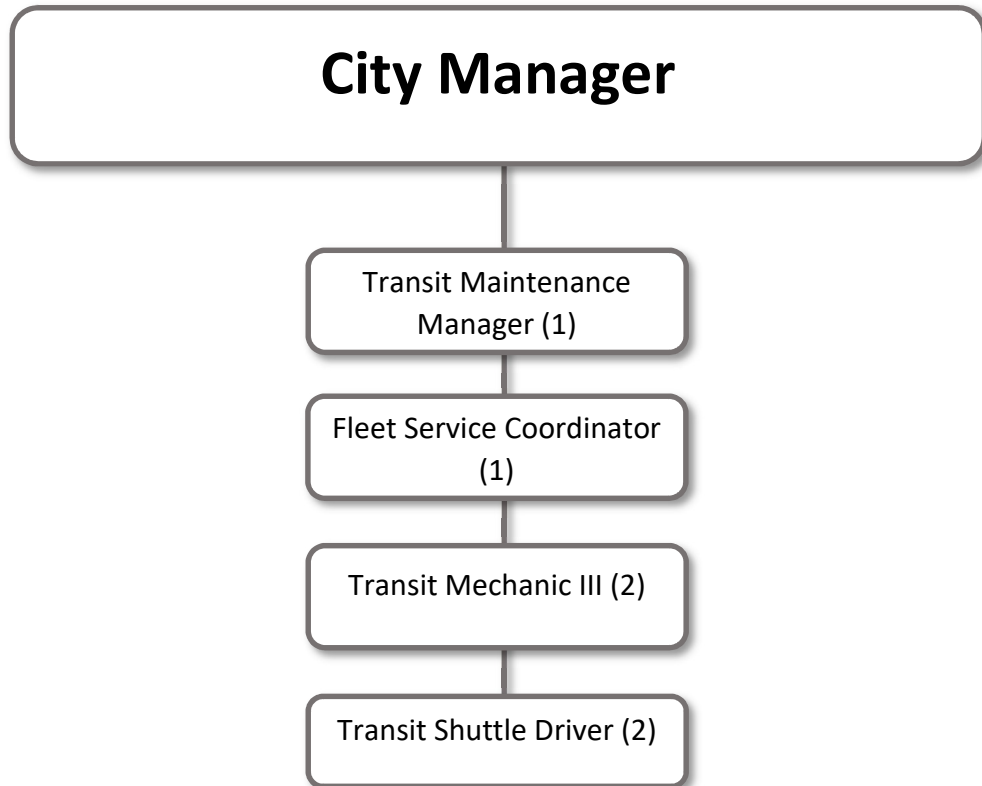 City Manager
Transit Maintenance
Manager (1)
Fleet Service Coordinator
(1)
Transit Mechanic III (2)
Transit Shuttle Driver (2)